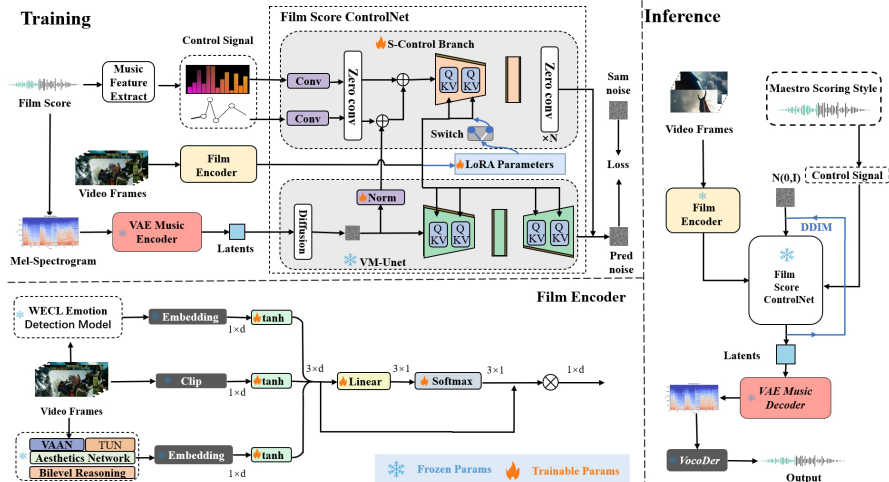 Training
Film Score ControlNet
Inference
Control Signal
S-Control Branch
Music
Feature
Extract
Film Score
Conv
Conv
Zero conv
Q
KV
Q
KV
Zero conv
×N
Switch
Sam
noise
Loss
Pred
noise
Video Frames
Film
Encoder
LoRA Parameters
Norm
Mel-Spectrogram
VAE Music
Encoder
Latents
Diffusion
VM-Unet
Q
KV
Q
KV
Q
KV
Q
KV
Film Encoder
WECL Emotion
Detection Model
Embedding
1×d
tanh
Video Frames
Clip
1×d
tanh
3×d
Linear
3×1
Softmax
3×1
1×d
VAAN
TUN
Aesthetics Network
Bilevel Reasoning
Embedding
1×d
tanh
Frozen Params
Trainable Params
Video Frames
Maestro Scoring Style
N(0,I)
Control Signal
Film
Encoder
DDIM
Film
Score
ControlNet
Latents
VAE Music
Decoder
VocoDer
Output